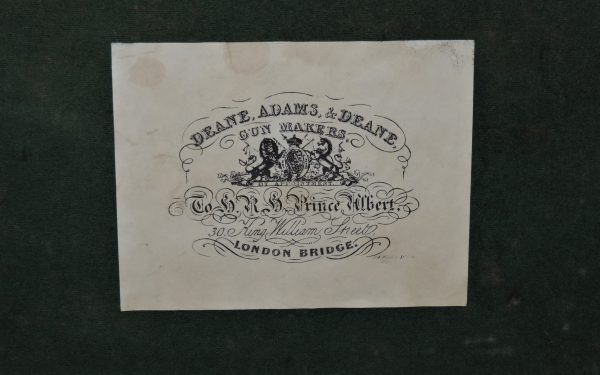 DEANE, ADAMS, & DEANE,
GUN MAKERS,
BY APPOINTMENT
To H R H Prince Albert.
30, King William Street,
LONDON BRIDGE.